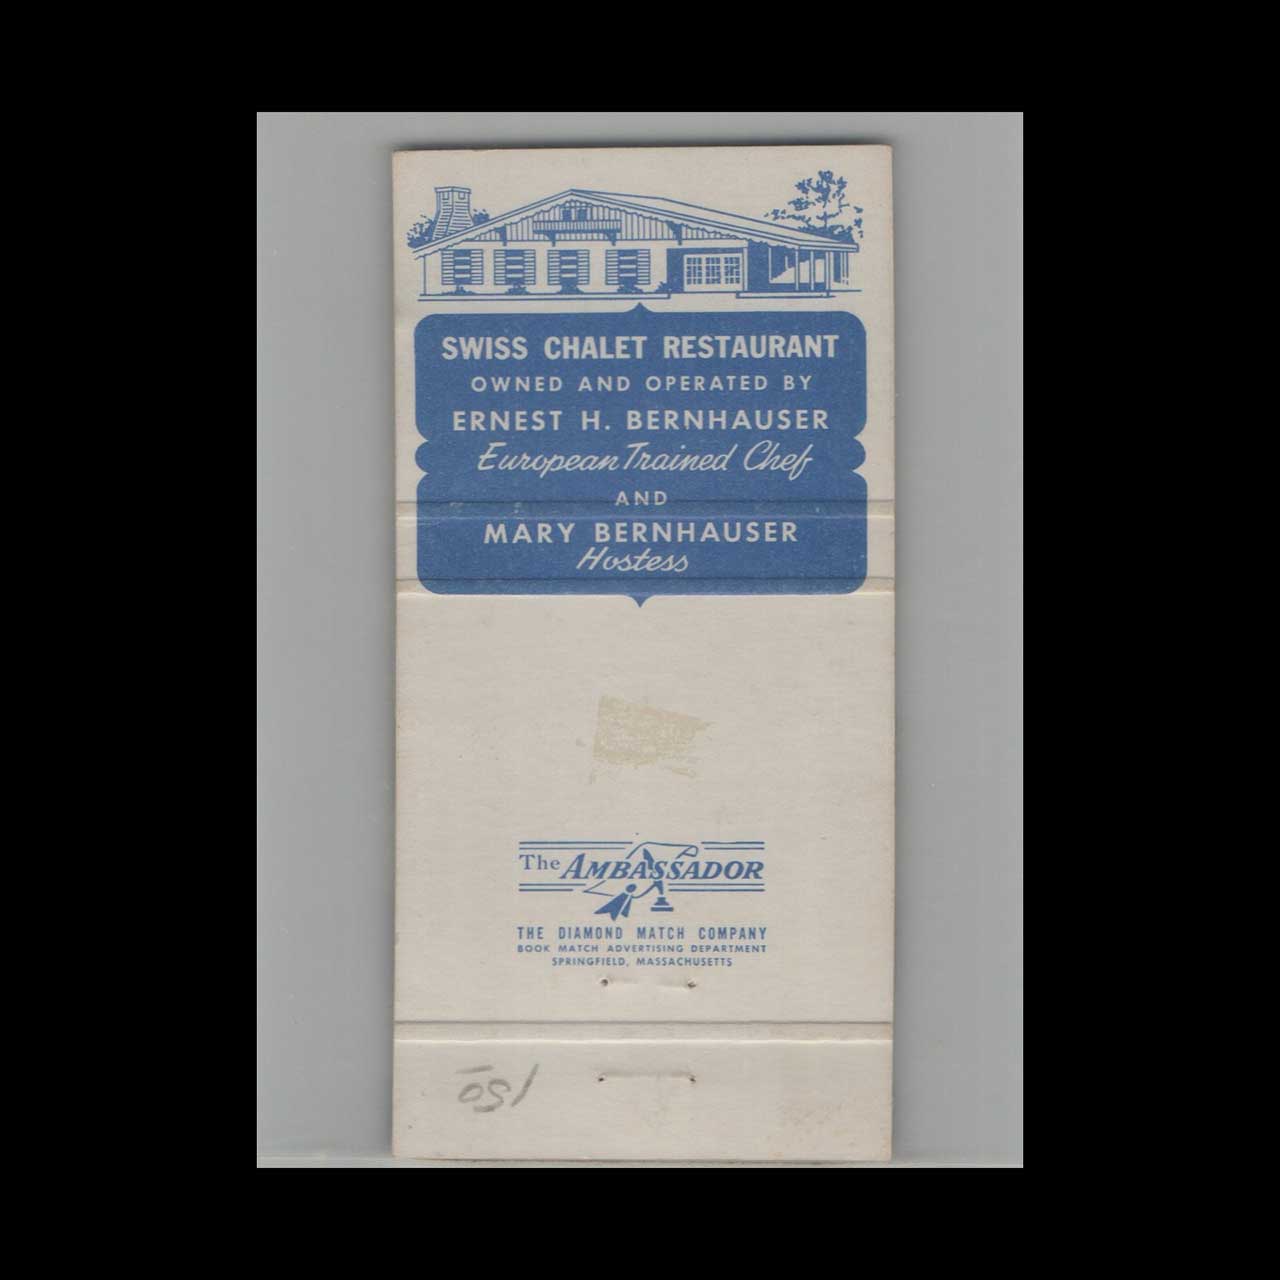 SWISS CHALET RESTAURANT
OWNED AND OPERATED BY
ERNEST H. BERNHAUSER
European Trained Chef
AND
MARY BERNHAUSER
Hostess
The AMBASSADOR
THE DIAMOND MATCH COMPANY
BOOK MATCH ADVERTISING DEPARTMENT
SPRINGFIELD, MASSACHUSETTS
150